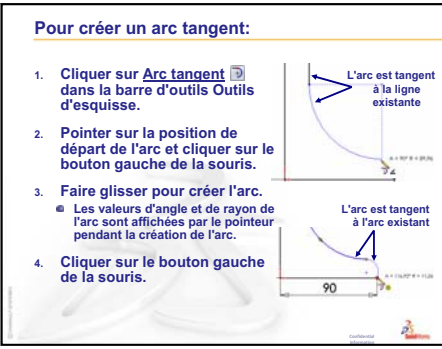 Pour créer un arc tangent:
1. Cliquer sur Arc tangent
dans la barre d'outils Outils
d'esquisse.
2. Pointer sur la position de
départ de l'arc et cliquer sur le
bouton gauche de la souris.
3. Faire glisser pour créer l'arc.
Les valeurs d'angle et de rayon de
l'arc sont affichées par le pointeur
pendant la création de l'arc.
4. Cliquer sur le bouton gauche
de la souris.
L'arc est tangent
à la ligne
existante
L'arc est tangent
à l'arc existant
90
Confidential
Information
SolidWorks